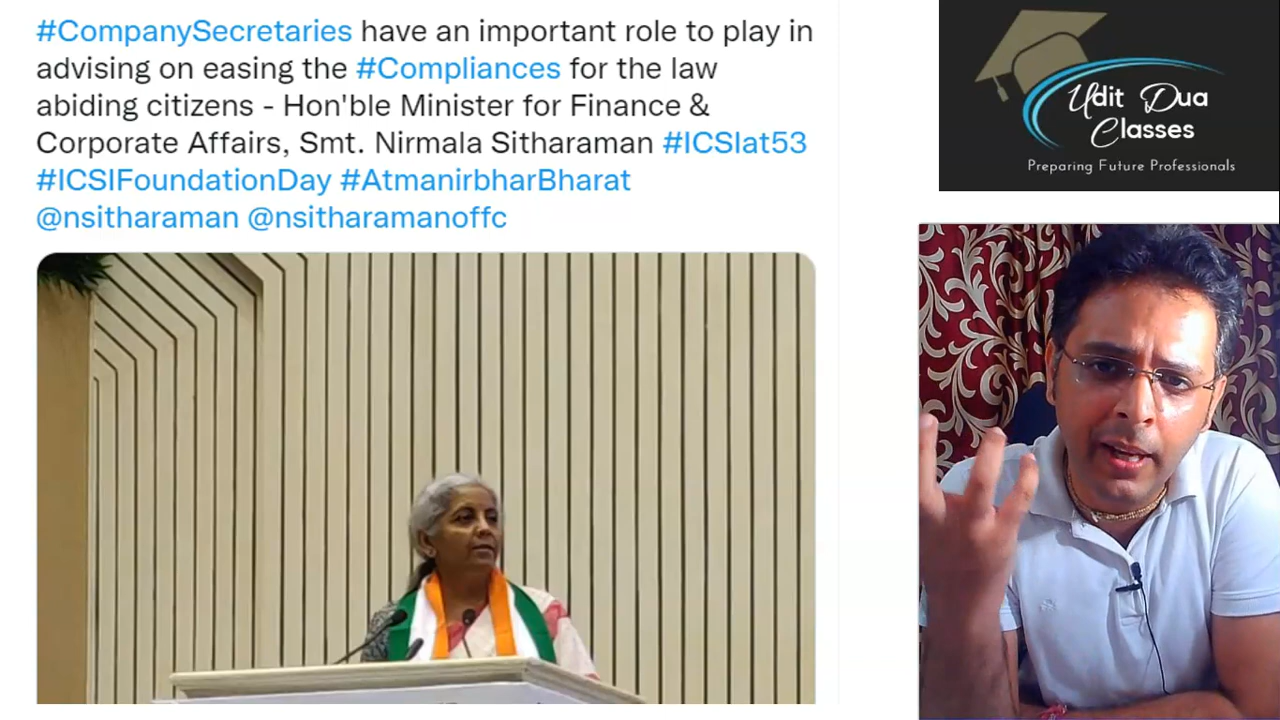 #CompanySecretaries have an important role to play in
advising on easing the #Compliances for the law
abiding citizens - Hon'ble Minister for Finance &
Corporate Affairs, Smt. Nirmala Sitharaman #ICSIat53
#ICSIFoundationDay #AtmanirbharBharat
@nsitharaman @nsitharamanoffc
Udit Dua
Classes
Preparing Future Professionals